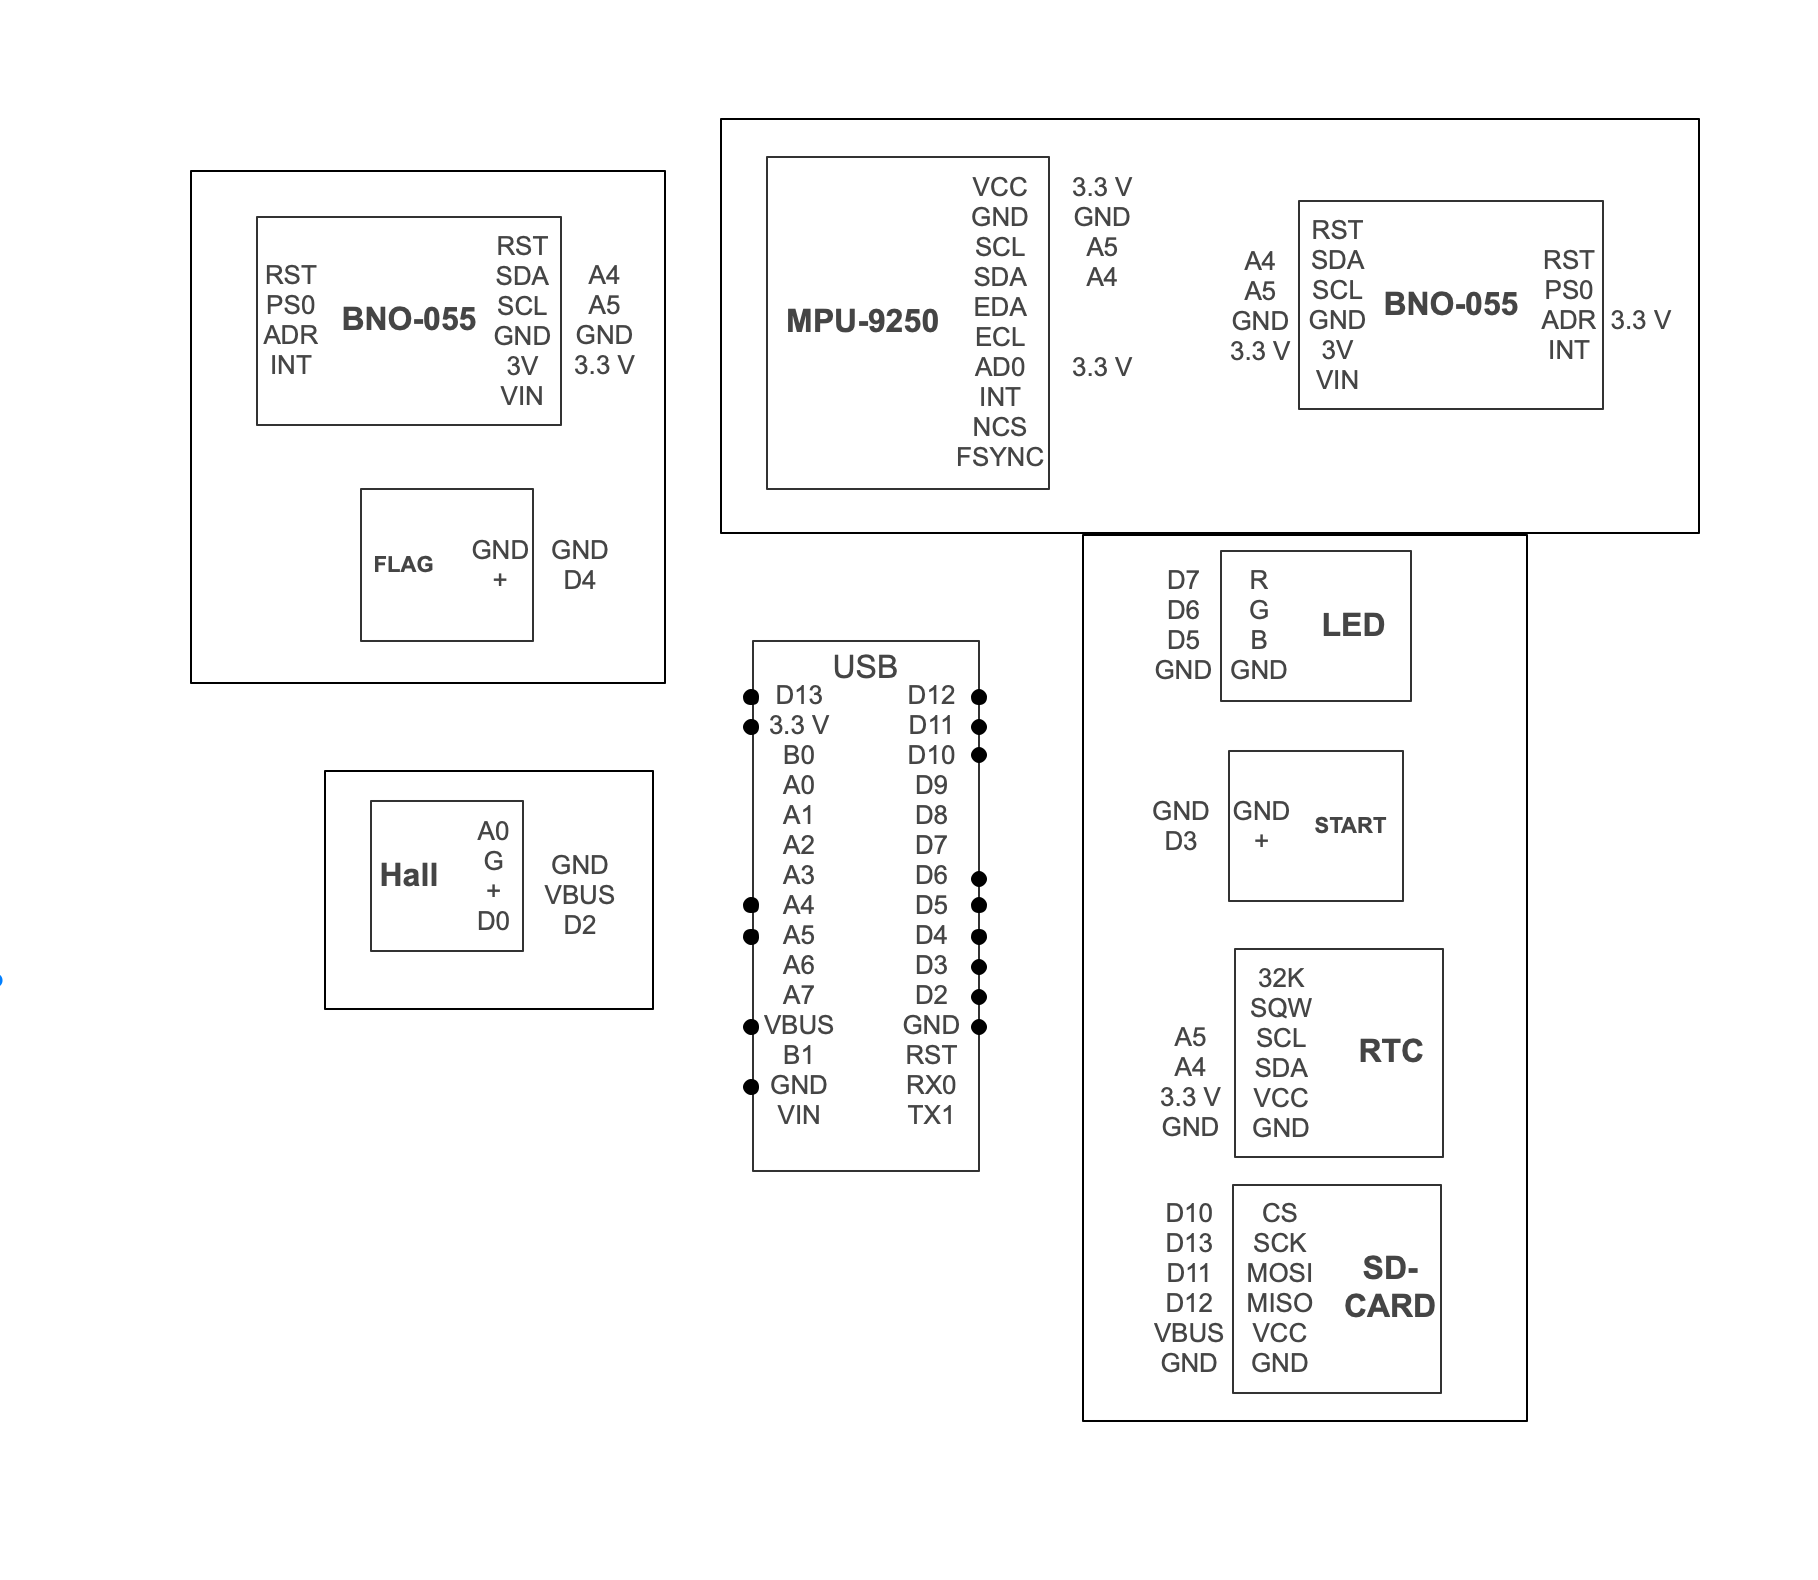 RST
SDA A4
SCL A5
GND GND
3V 3.3 V
VIN
RST
PS0
ADR
INT
BNO-055
FLAG
GND GND
+ D4
VCC 3.3 V
GND GND
SCL A5
SDA A4
EDA
ECL
AD0 3.3 V
INT
NCS
FSYNC
MPU-9250
RST
A4 SDA
A5 SCL
GND GND
3.3 V 3V
VIN
BNO-055
RST
PS0
ADR 3.3 V
INT
Hall
A0
G GND
+ VBUS
D0 D2
USB
D13 D12
3.3 V D11
B0 D10
A0 D9
A1 D8
A2 D7
A3 D6
A4 D5
A5 D4
A6 D3
A7 D2
VBUS GND
B1 RST
GND RX0
VIN TX1
D7 R
D6 G
D5 B
GND GND
LED
GND GND
D3 +
START
32K
SQW
A5 SCL
A4 SDA
3.3 V VCC
GND GND
RTC
D10 CS
D13 SCK
D11 MOSI
D12 MISO
VBUS VCC
GND GND
SD-
CARD